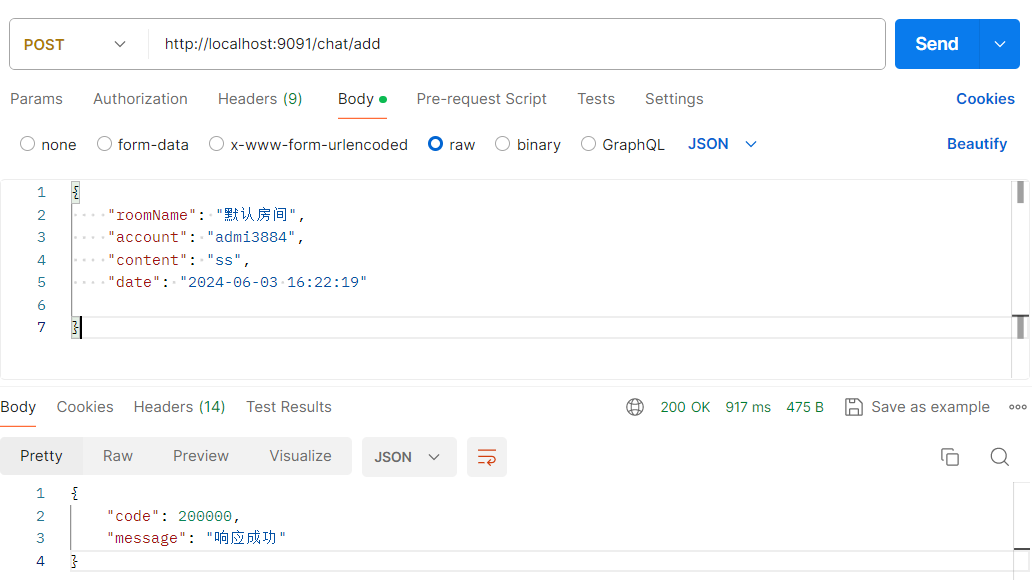 POST http://localhost:9091/chat/add Send
Params Authorization Headers (9) Body Pre-request Script Tests Settings Cookies
none form-data x-www-form-urlencoded raw binary GraphQL JSON Beautify
1 {
2 "roomName": "默认房间",
3 "account": "admi3884",
4 "content": "ss",
5 "date": "2024-06-03 16:22:19"
6
7 }
Body Cookies Headers (14) Test Results 200 OK 917 ms 475 B Save as example
Pretty Raw Preview Visualize JSON
1 {
2 "code": 200000,
3 "message": "响应成功"
4 }